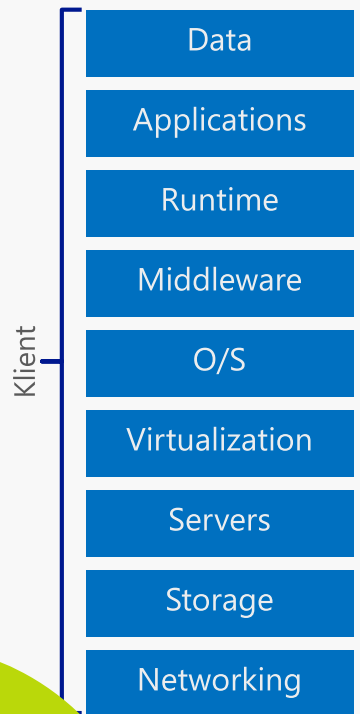 Klient
Data
Applications
Runtime
Middleware
O/S
Virtualization
Servers
Storage
Networking